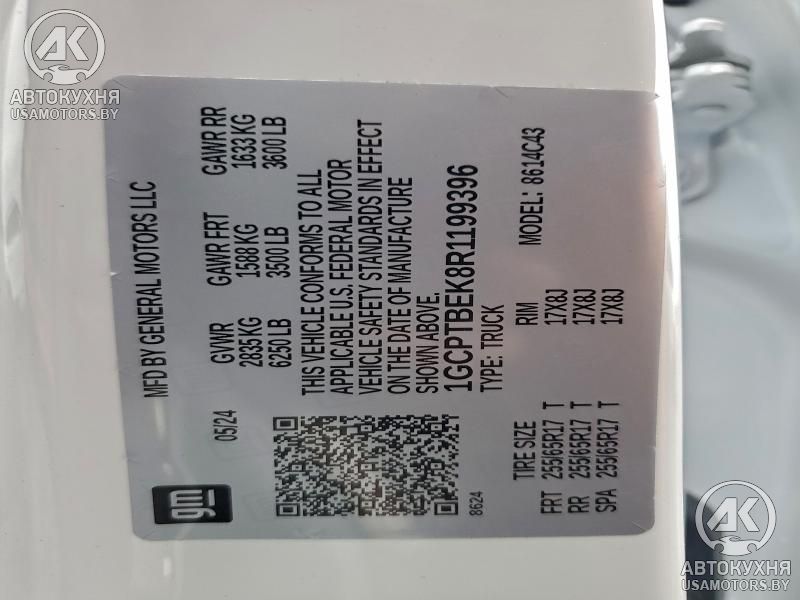 AK
АВТОКУХНЯ
USAMOTORS.BY
gm
MFD BY GENERAL MOTORS LLC
05/24
GVWR GAWR FRT GAWR RR
2835 KG 1588 KG 1633 KG
6250 LB 3500 LB 3600 LB
THIS VEHICLE CONFORMS TO ALL
APPLICABLE U.S. FEDERAL MOTOR
VEHICLE SAFETY STANDARDS IN EFFECT
ON THE DATE OF MANUFACTURE
SHOWN ABOVE.
1GCPTBEK8R1199396
TYPE: TRUCK
MODEL: 8614C43
8624
TIRE SIZE RIM
FRT 255/65R17 T 17X8J
RR 255/65R17 T 17X8J
SPA 255/65R17 T 17X8J
AK
АВТОКУХНЯ
USAMOTORS.BY